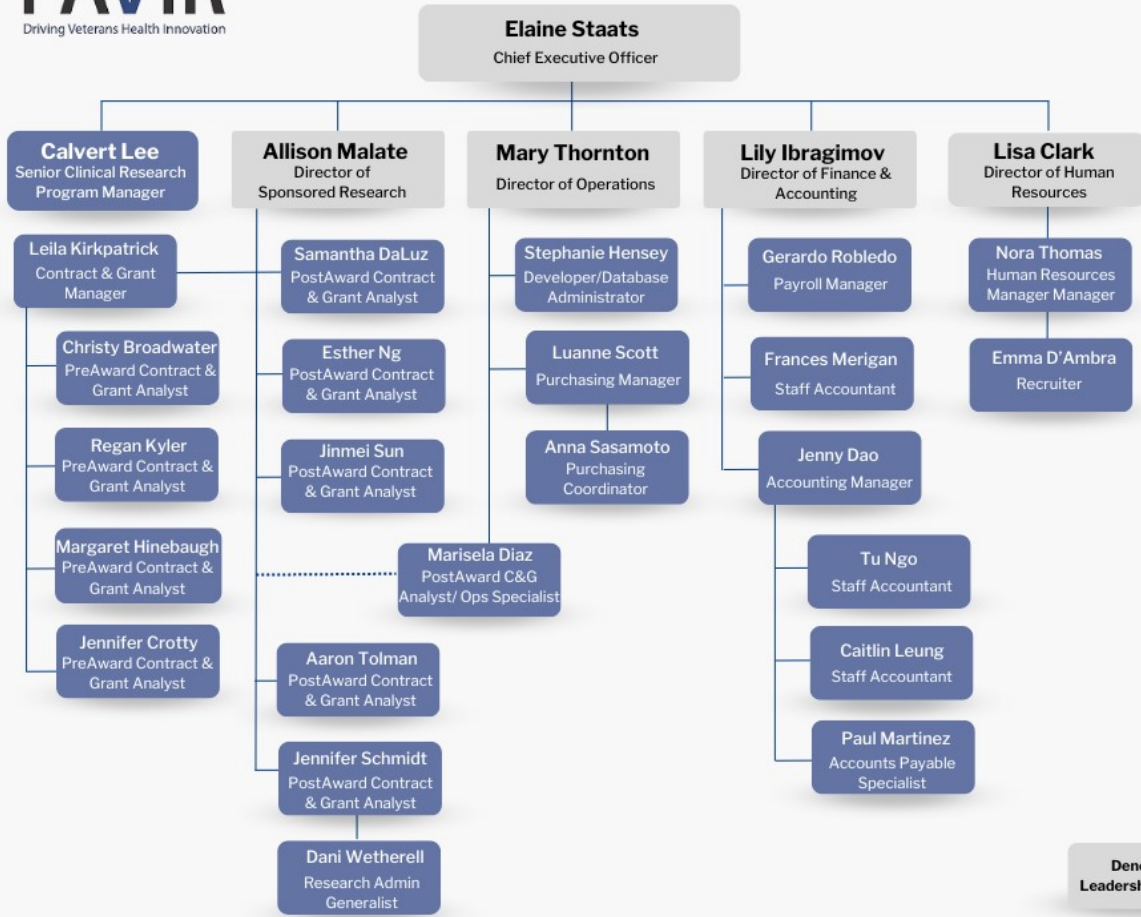 Driving Veterans Health Innovation
Elaine Staats
Chief Executive Officer
Calvert Lee
Senior Clinical Research
Program Manager
Allison Malate
Director of
Sponsored Research
Mary Thornton
Director of Operations
Lily Ibragimov
Director of Finance &
Accounting
Lisa Clark
Director of Human
Resources
Leila Kirkpatrick
Contract & Grant
Manager
Christy Broadwater
PreAward Contract &
Grant Analyst
Regan Kyler
PreAward Contract &
Grant Analyst
Margaret Hinebaugh
PreAward Contract &
Grant Analyst
Jennifer Crotty
PreAward Contract &
Grant Analyst
Samantha DaLuz
PostAward Contract
& Grant Analyst
Esther Ng
PostAward Contract
& Grant Analyst
Jinmei Sun
PostAward Contract
& Grant Analyst
Marisela Diaz
PostAward C&G
Analyst/ Ops Specialist
Aaron Tolman
PostAward Contract
& Grant Analyst
Jennifer Schmidt
PostAward Contract
& Grant Analyst
Dani Wetherell
Research Admin
Generalist
Stephanie Hensey
Developer/Database
Administrator
Luanne Scott
Purchasing Manager
Anna Sasamoto
Purchasing
Coordinator
Gerardo Robledo
Payroll Manager
Frances Merigan
Staff Accountant
Jenny Dao
Accounting Manager
Tu Ngo
Staff Accountant
Caitlin Leung
Staff Accountant
Paul Martinez
Accounts Payable
Specialist
Nora Thomas
Human Resources
Manager Manager
Emma D'Ambra
Recruiter